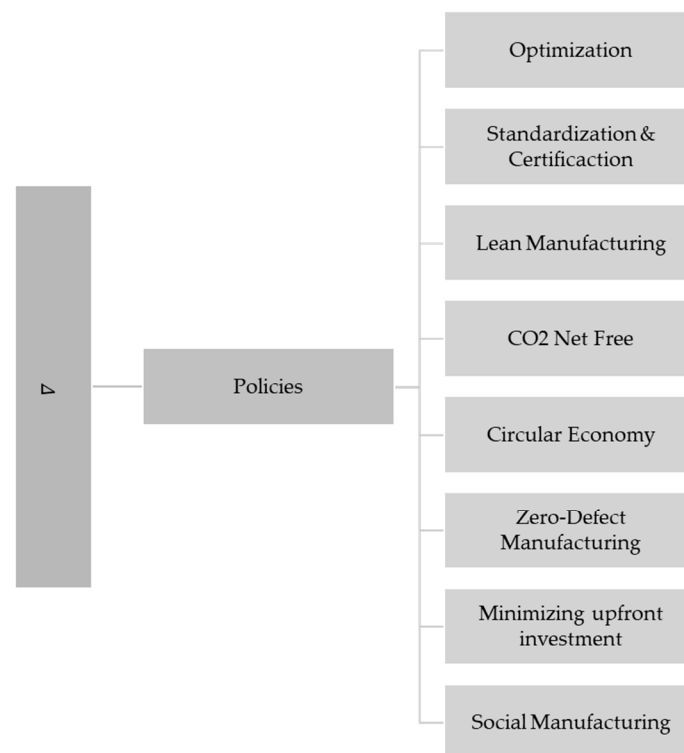 Δ
Policies
Optimization
Standardization &
Certificaction
Lean Manufacturing
CO2 Net Free
Circular Economy
Zero-Defect
Manufacturing
Minimizing upfront
investment
Social Manufacturing